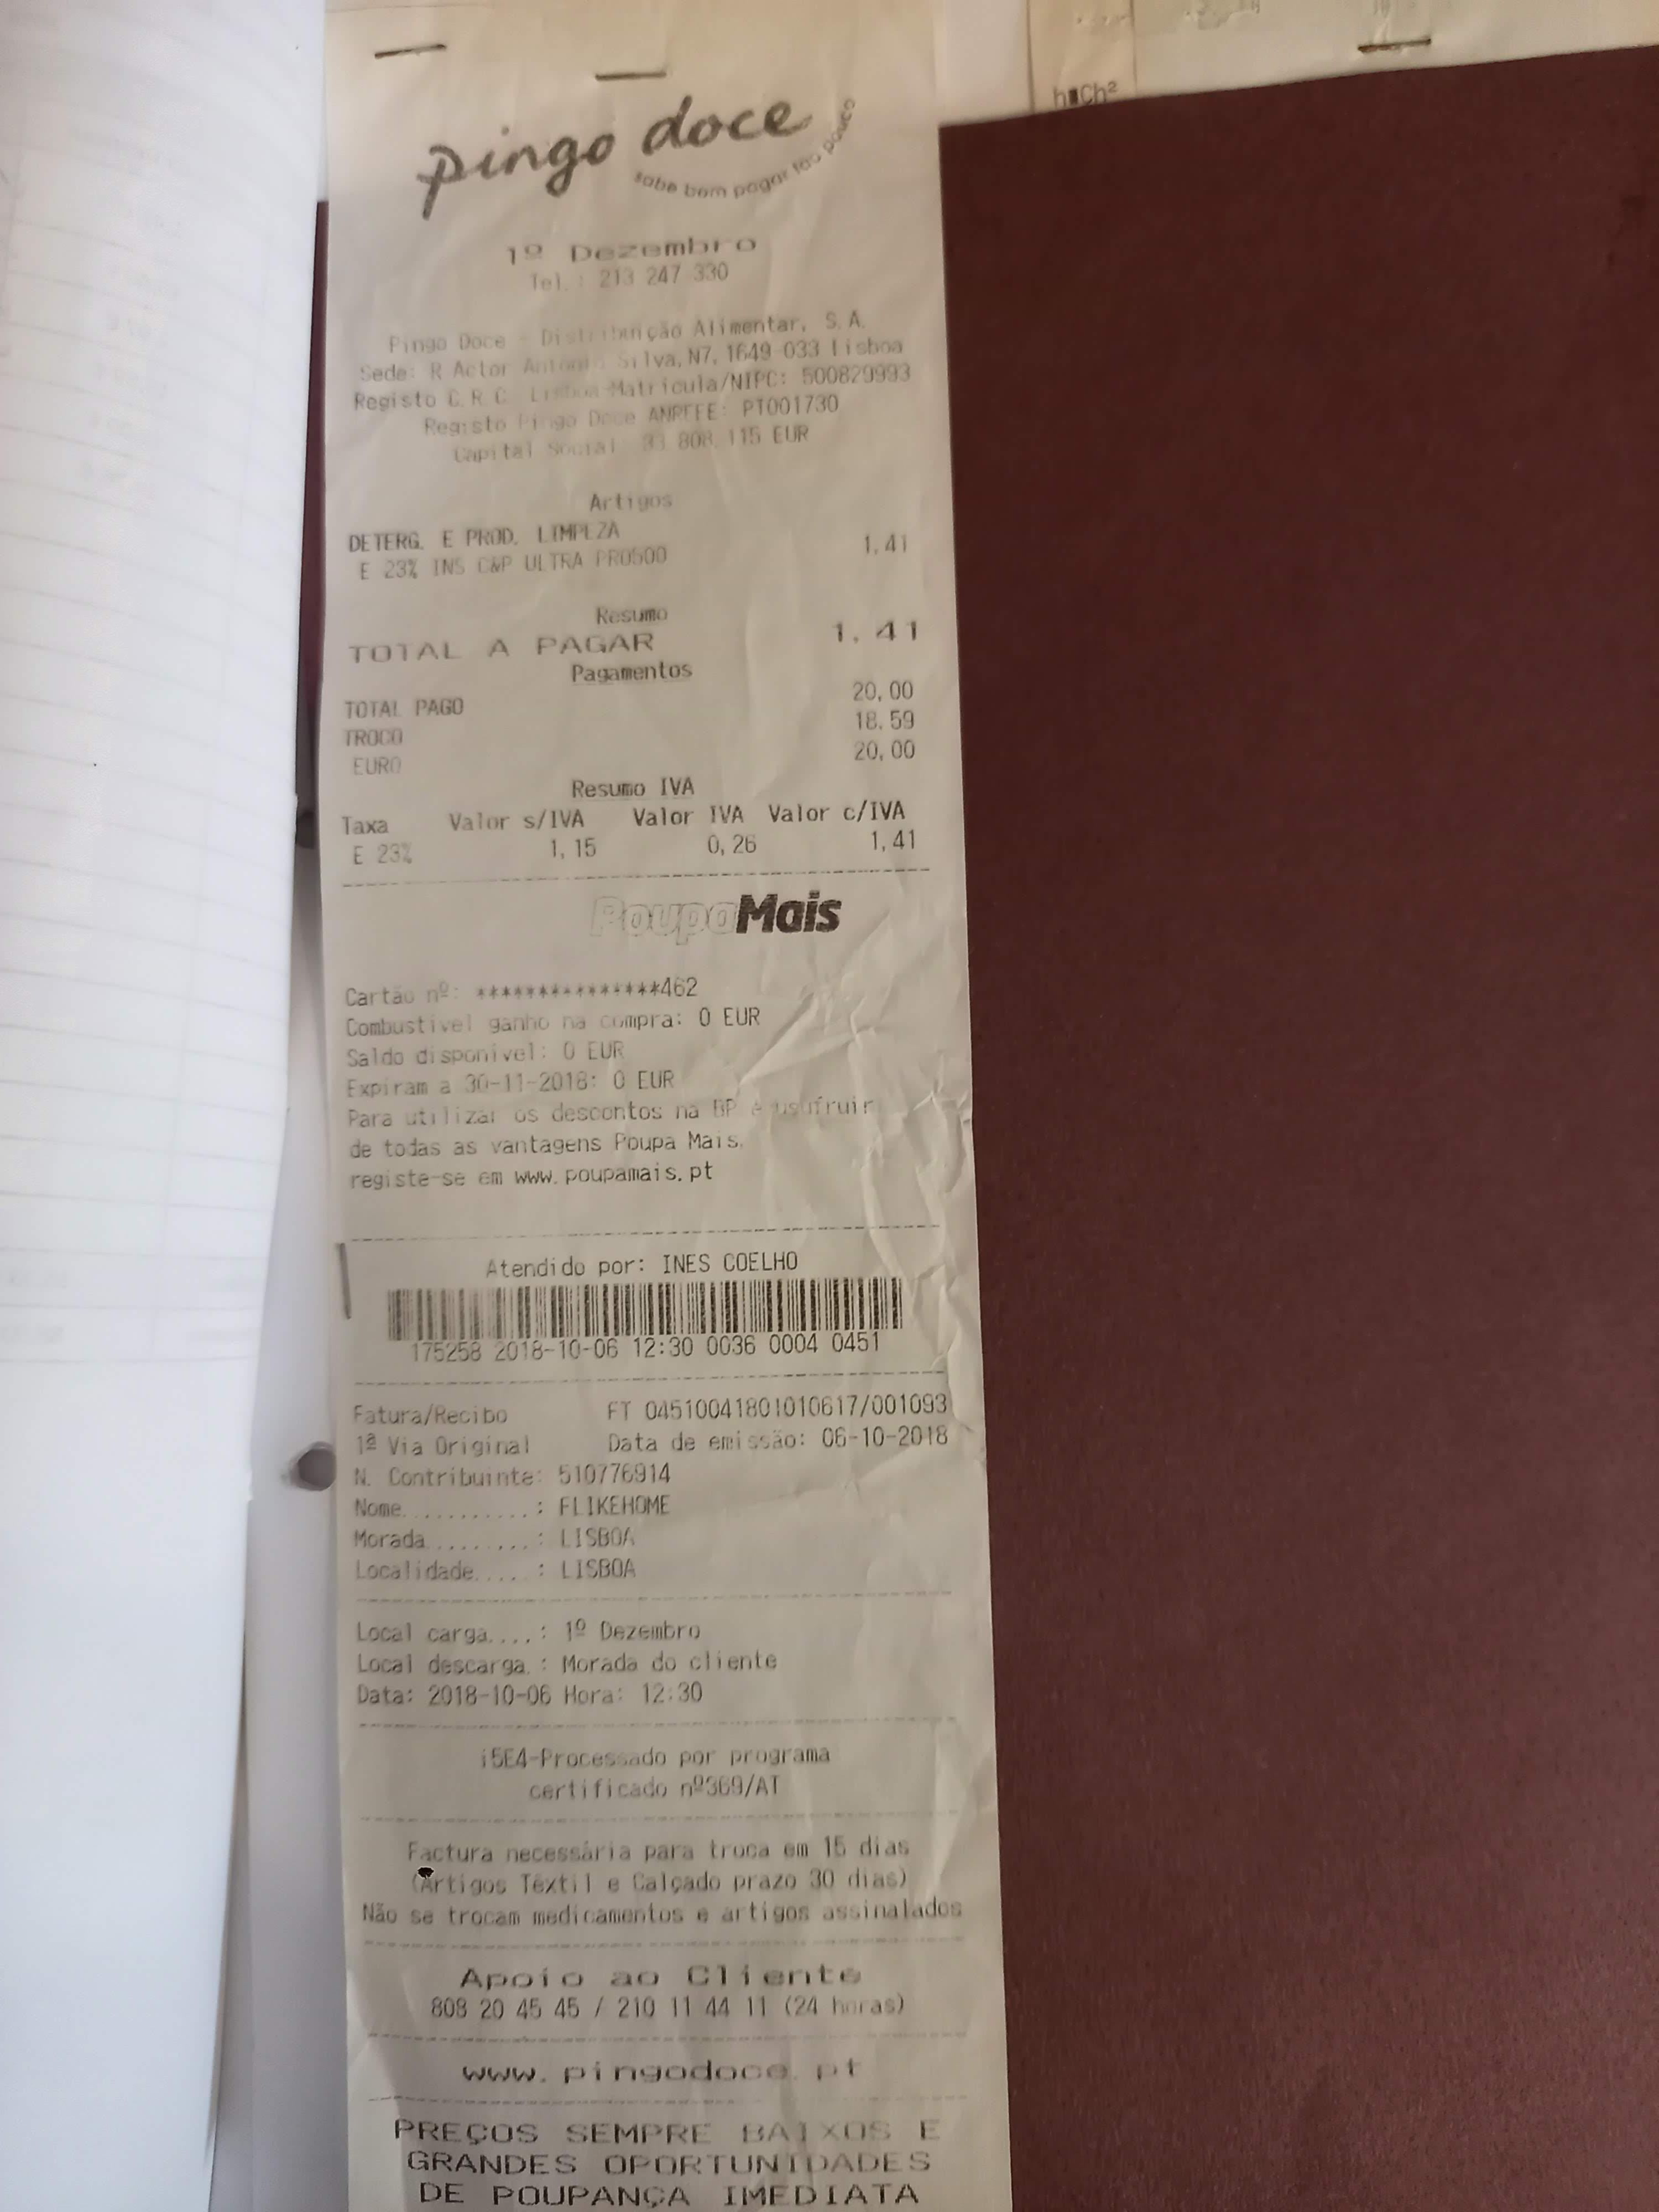 h Ch²
pingo doce
sabe bem pagar tão pouco
1º Dezembro
Tel.: 213 247 330
Pingo Doce - Distribuição Alimentar, S.A.
Sede: R.Actor António Silva,N7, 1649-033 Lisboa
Registo C.R.C. Lisboa-Matrícula/NIPC: 500829993
Registo Pingo Doce ANREEE: PT001730
Capital Social: 33.808.115 EUR
Artigos
DETERG. E PROD. LIMPEZA
E 23% INS C&P ULTRA PRO500 1,41
Resumo
TOTAL A PAGAR 1,41
Pagamentos
TOTAL PAGO 20,00
TROCO 18,59
EURO 20,00
Resumo IVA
Taxa Valor s/IVA Valor IVA Valor c/IVA
E 23% 1,15 0,26 1,41
PoupaMais
Cartão nº: ***************462
Combustível ganho na compra: 0 EUR
Saldo disponível: 0 EUR
Expiram a 30-11-2018: 0 EUR
Para utilizar os descontos na BP e usufruir
de todas as vantagens Poupa Mais,
registe-se em www.poupamais.pt
Atendido por: INES COELHO
175258 2018-10-06 12:30 0036 0004 0451
Fatura/Recibo FT 04510041801010617/001093
1ª Via Original Data de emissão: 06-10-2018
N. Contribuinte: 510776914
Nome...........: FLIKEHOME
Morada.........: LISBOA
Localidade.....: LISBOA
Local carga....: 1º Dezembro
Local descarga.: Morada do cliente
Data: 2018-10-06 Hora: 12:30
i5E4-Processado por programa
certificado nº369/AT
Factura necessária para troca em 15 dias
(Artigos Têxtil e Calçado prazo 30 dias)
Não se trocam medicamentos e artigos assinalados
Apoio ao Cliente
808 20 45 45 / 210 11 44 11 (24 horas)
www.pingodoce.pt
PREÇOS SEMPRE BAIXOS E
GRANDES OPORTUNIDADES
DE POUPANÇA IMEDIATA